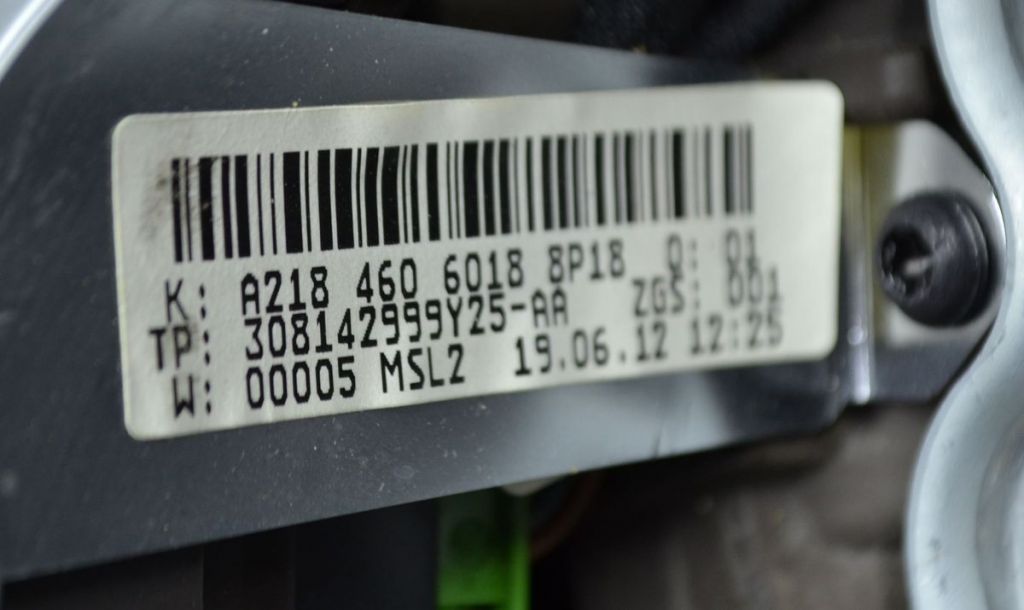 K: A218 460 6018 8P18 Q: 01
TP: 308142999Y25-AA ZGS: 001
W: 00005 MSL2 19.06.12 12:25